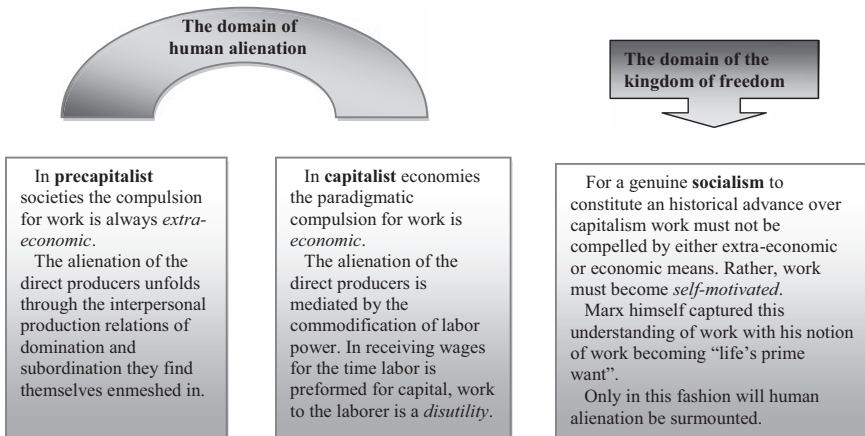 The domain of
human alienation
The domain of the
kingdom of freedom
In precapitalist
societies the compulsion
for work is always extra-
economic.
The alienation of the
direct producers unfolds
through the interpersonal
production relations of
domination and
subordination they find
themselves enmeshed in.
In capitalist economies
the paradigmatic
compulsion for work is
economic.
The alienation of the
direct producers is
mediated by the
commodification of labor
power. In receiving wages
for the time labor is
preformed for capital, work
to the laborer is a disutility.
For a genuine socialism to
constitute an historical advance over
capitalism work must not be
compelled by either extra-economic
or economic means. Rather, work
must become self-motivated.
Marx himself captured this
understanding of work with his notion
of work becoming “life’s prime
want”.
Only in this fashion will human
alienation be surmounted.